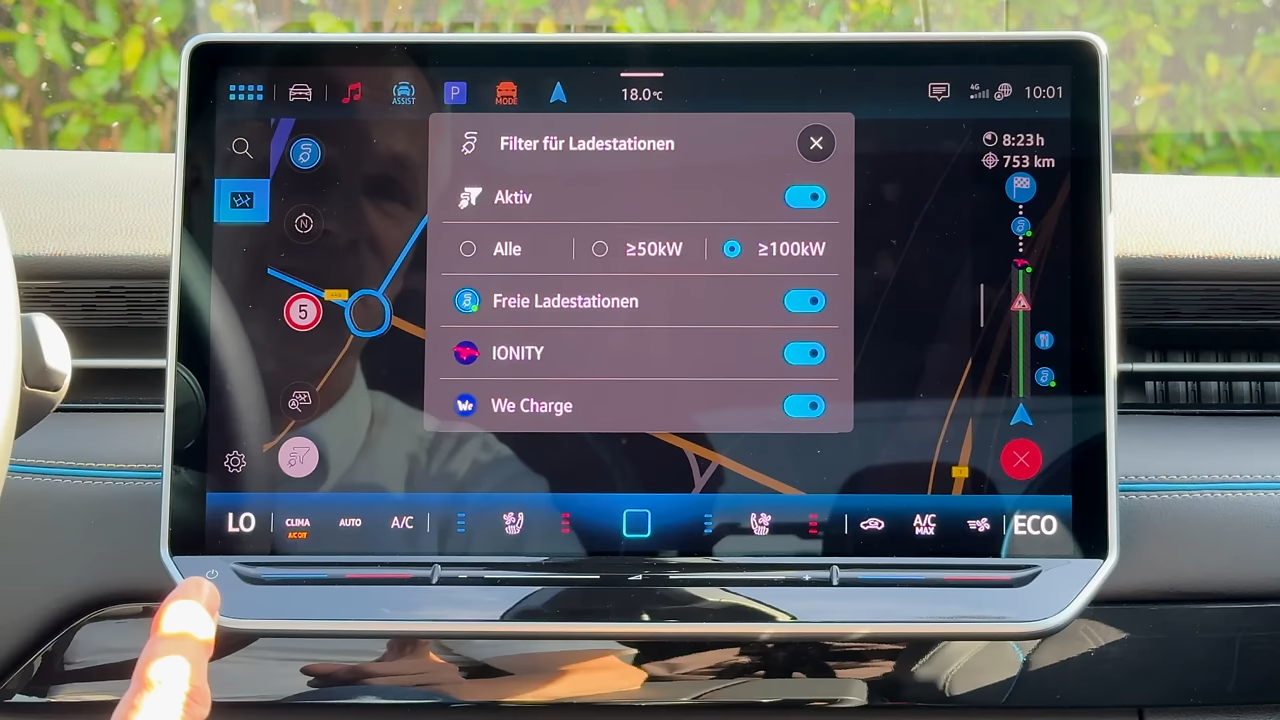 ASSIST
P
MODE
18.0°C
4G
10:01
Filter für Ladestationen
8:23h
753 km
Aktiv
N
Alle
≥50kW
≥100kW
5
Freie Ladestationen
IONITY
We
We Charge
LO
CLIMA
A/C OFF
AUTO
A/C
A/C
MAX
ECO